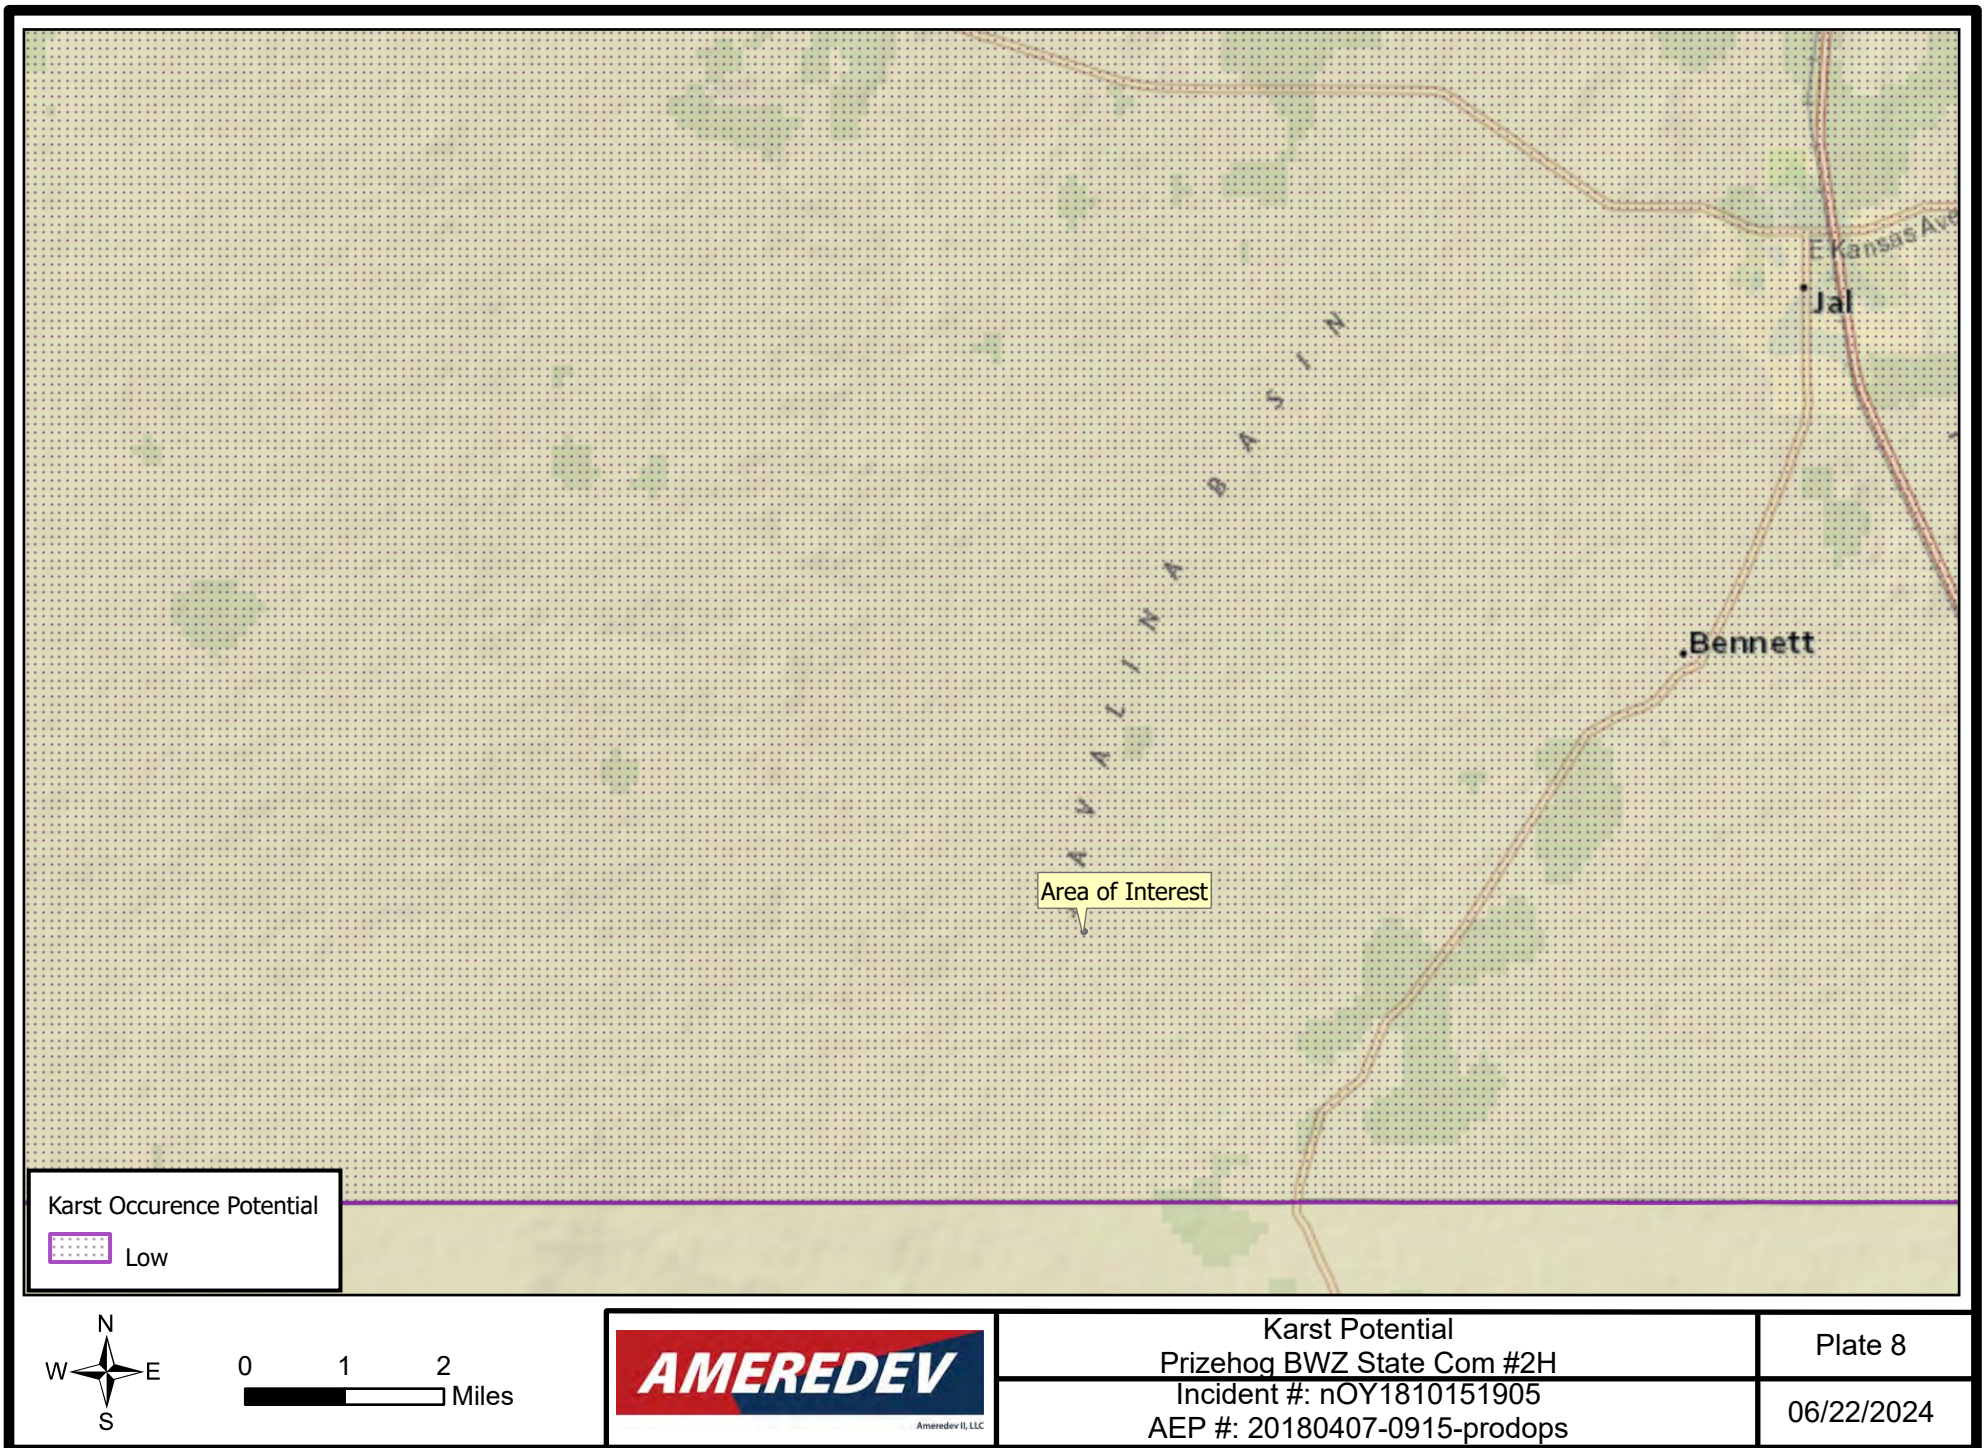 E Kansas Ave
Jal
Bennett
AVALINA BASIN
Area of Interest
Karst Occurence Potential
Low
N
W E
S
0 1 2
Miles
AMEREDEV
Ameredev II, LLC
Karst Potential
Prizehog BWZ State Com #2H
Incident #: nOY1810151905
AEP #: 20180407-0915-prodops
Plate 8
06/22/2024